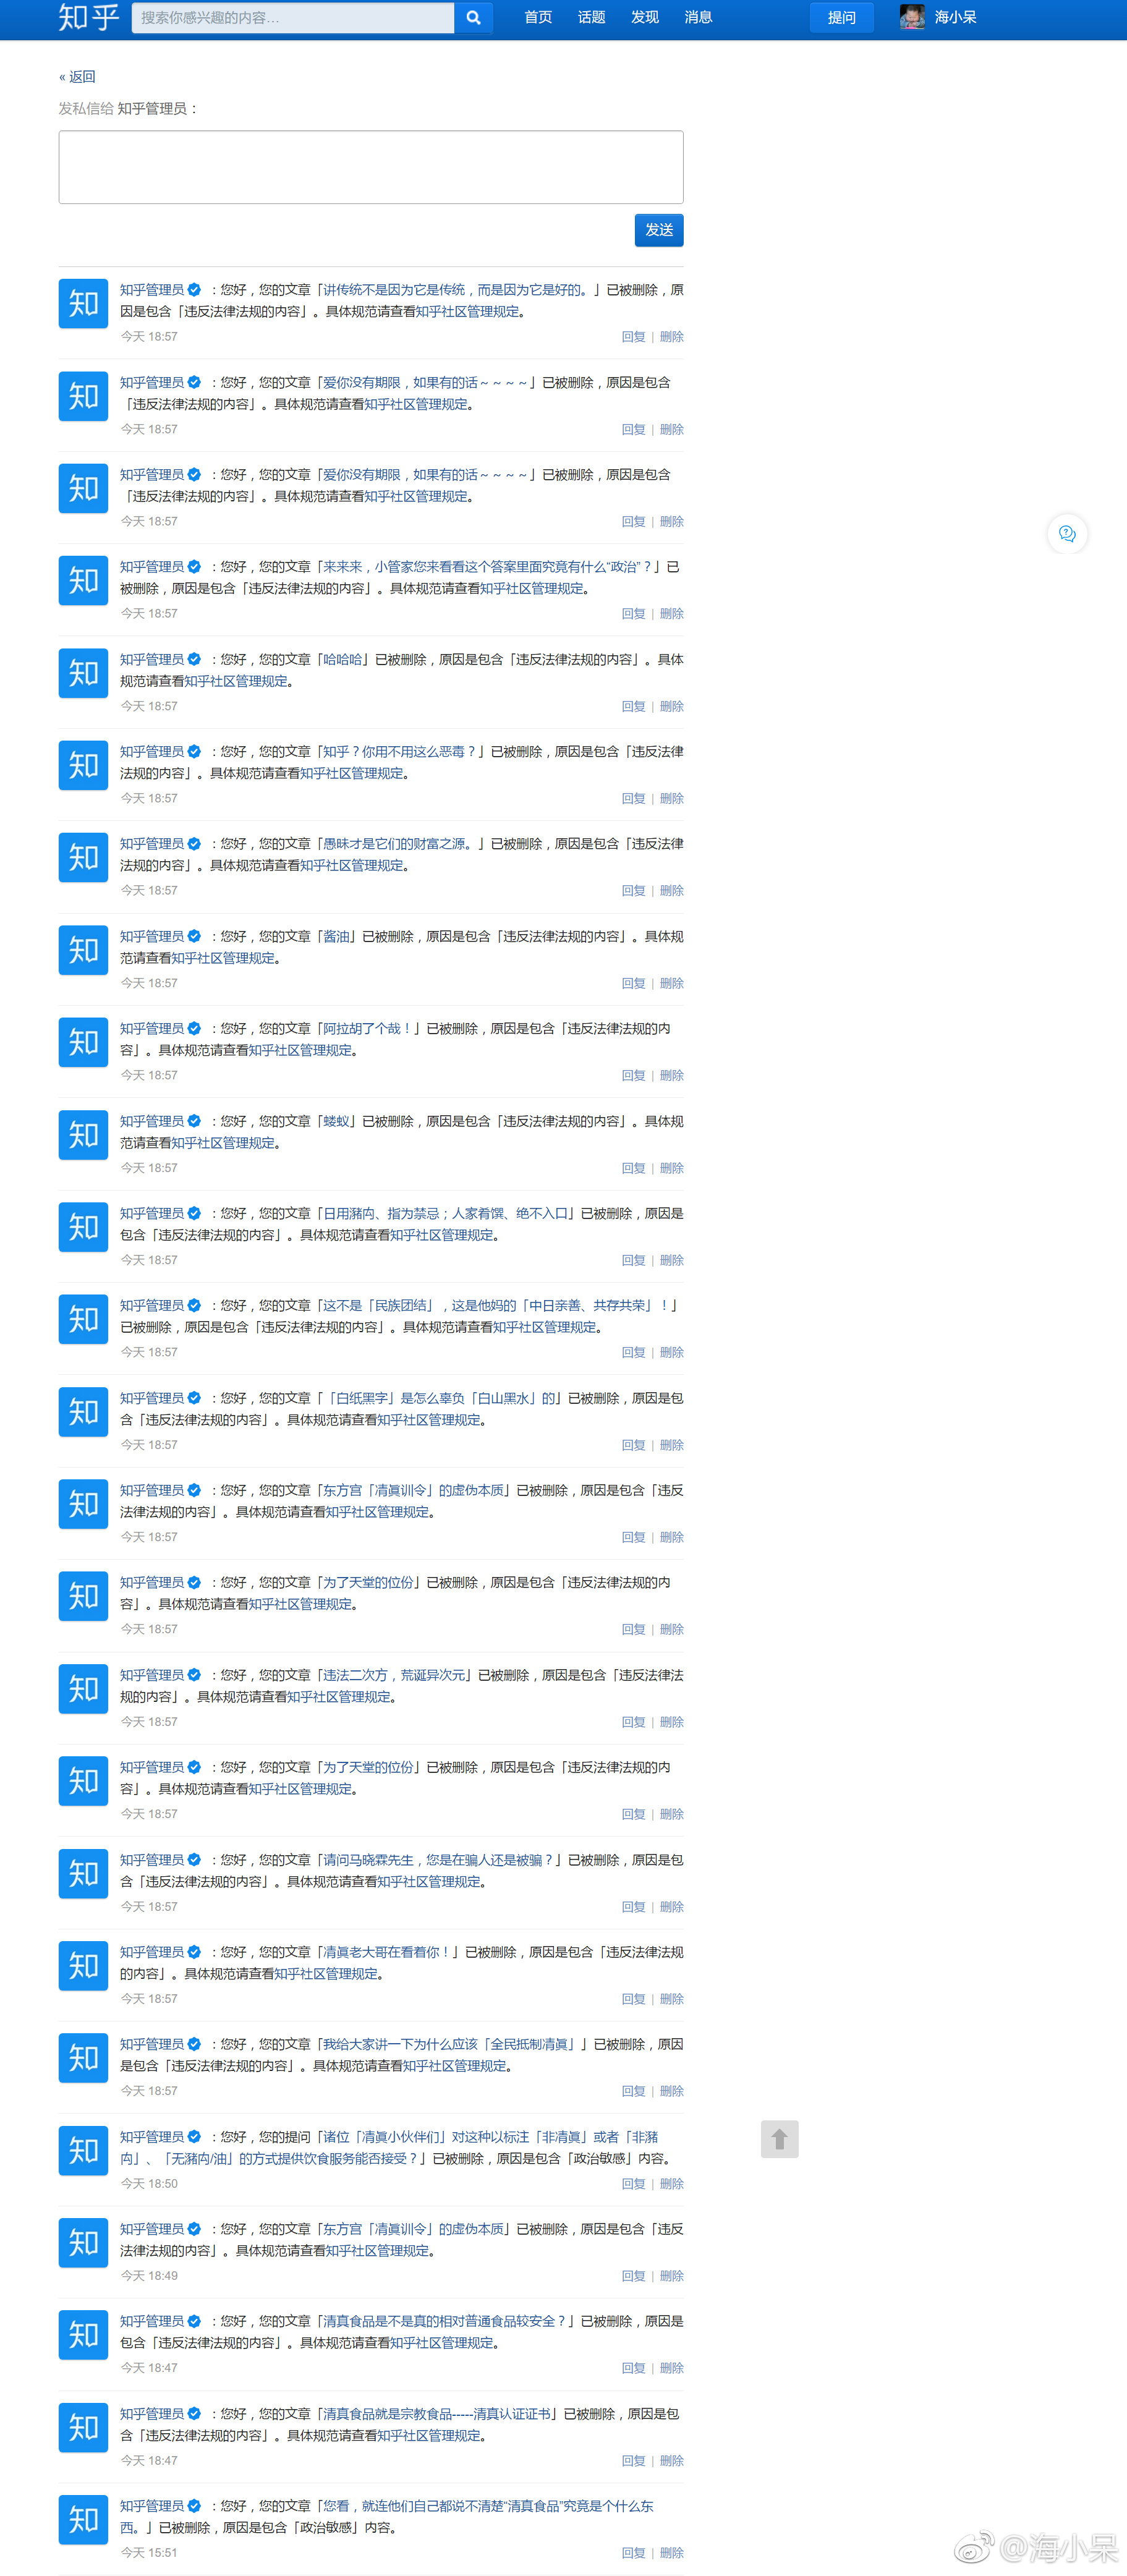 知乎 搜索你感兴趣的内容... 首页 话题 发现 消息 提问 海小呆
« 返回
发私信给 知乎管理员：
发送
知 知乎管理员 ：您好，您的文章「讲传统不是因为它是传统，而是因为它是好的。」已被删除，原
因是包含「违反法律法规的内容」。具体规范请查看知乎社区管理规定。
今天 18:57 回复 | 删除
知 知乎管理员 ：您好，您的文章「爱你没有期限，如果有的话～～～～」已被删除，原因是包含
「违反法律法规的内容」。具体规范请查看知乎社区管理规定。
今天 18:57 回复 | 删除
知 知乎管理员 ：您好，您的文章「爱你没有期限，如果有的话～～～～」已被删除，原因是包含
「违反法律法规的内容」。具体规范请查看知乎社区管理规定。
今天 18:57 回复 | 删除
知 知乎管理员 ：您好，您的文章「来来来，小管家您来看看这个答案里面究竟有什么“政治”？」已
被删除，原因是包含「违反法律法规的内容」。具体规范请查看知乎社区管理规定。
今天 18:57 回复 | 删除
知 知乎管理员 ：您好，您的文章「哈哈哈」已被删除，原因是包含「违反法律法规的内容」。具体
规范请查看知乎社区管理规定。
今天 18:57 回复 | 删除
知 知乎管理员 ：您好，您的文章「知乎？你用不用这么恶毒？」已被删除，原因是包含「违反法律
法规的内容」。具体规范请查看知乎社区管理规定。
今天 18:57 回复 | 删除
知 知乎管理员 ：您好，您的文章「愚昧才是它们的财富之源。」已被删除，原因是包含「违反法律
法规的内容」。具体规范请查看知乎社区管理规定。
今天 18:57 回复 | 删除
知 知乎管理员 ：您好，您的文章「酱油」已被删除，原因是包含「违反法律法规的内容」。具体规
范请查看知乎社区管理规定。
今天 18:57 回复 | 删除
知 知乎管理员 ：您好，您的文章「阿拉胡了个哉！」已被删除，原因是包含「违反法律法规的内
容」。具体规范请查看知乎社区管理规定。
今天 18:57 回复 | 删除
知 知乎管理员 ：您好，您的文章「蝼蚁」已被删除，原因是包含「违反法律法规的内容」。具体规
范请查看知乎社区管理规定。
今天 18:57 回复 | 删除
知 知乎管理员 ：您好，您的文章「日用豬肉、指为禁忌；人家肴馔、绝不入口」已被删除，原因是
包含「违反法律法规的内容」。具体规范请查看知乎社区管理规定。
今天 18:57 回复 | 删除
知 知乎管理员 ：您好，您的文章「这不是「民族团结」，这是他妈的「中日亲善、共存共荣」！」
已被删除，原因是包含「违反法律法规的内容」。具体规范请查看知乎社区管理规定。
今天 18:57 回复 | 删除
知 知乎管理员 ：您好，您的文章「「白纸黑字」是怎么辜负「白山黑水」的」已被删除，原因是包
含「违反法律法规的内容」。具体规范请查看知乎社区管理规定。
今天 18:57 回复 | 删除
知 知乎管理员 ：您好，您的文章「东方宫「凊眞训令」的虚伪本质」已被删除，原因是包含「违反
法律法规的内容」。具体规范请查看知乎社区管理规定。
今天 18:57 回复 | 删除
知 知乎管理员 ：您好，您的文章「为了天堂的位份」已被删除，原因是包含「违反法律法规的内
容」。具体规范请查看知乎社区管理规定。
今天 18:57 回复 | 删除
知 知乎管理员 ：您好，您的文章「违法二次方，荒诞异次元」已被删除，原因是包含「违反法律法
规的内容」。具体规范请查看知乎社区管理规定。
今天 18:57 回复 | 删除
知 知乎管理员 ：您好，您的文章「为了天堂的位份」已被删除，原因是包含「违反法律法规的内
容」。具体规范请查看知乎社区管理规定。
今天 18:57 回复 | 删除
知 知乎管理员 ：您好，您的文章「请问马晓霖先生，您是在骗人还是被骗？」已被删除，原因是包
含「违反法律法规的内容」。具体规范请查看知乎社区管理规定。
今天 18:57 回复 | 删除
知 知乎管理员 ：您好，您的文章「凊眞老大哥在看着你！」已被删除，原因是包含「违反法律法规
的内容」。具体规范请查看知乎社区管理规定。
今天 18:57 回复 | 删除
知 知乎管理员 ：您好，您的文章「我给大家讲一下为什么应该「全民抵制凊眞」」已被删除，原因
是包含「违反法律法规的内容」。具体规范请查看知乎社区管理规定。
今天 18:57 回复 | 删除
知 知乎管理员 ：您好，您的提问「诸位「凊眞小伙伴们」对这种以标注「非凊眞」或者「非豬
肉」、「无豬肉/油」的方式提供饮食服务能否接受？」已被删除，原因是包含「政治敏感」内容。
今天 18:50 回复 | 删除
知 知乎管理员 ：您好，您的文章「东方宫「凊眞训令」的虚伪本质」已被删除，原因是包含「违反
法律法规的内容」。具体规范请查看知乎社区管理规定。
今天 18:49 回复 | 删除
知 知乎管理员 ：您好，您的文章「清真食品是不是真的相对普通食品较安全？」已被删除，原因是
包含「违反法律法规的内容」。具体规范请查看知乎社区管理规定。
今天 18:47 回复 | 删除
知 知乎管理员 ：您好，您的文章「清真食品就是宗教食品-----清真认证证书」已被删除，原因是包
含「违反法律法规的内容」。具体规范请查看知乎社区管理规定。
今天 18:47 回复 | 删除
知 知乎管理员 ：您好，您的文章「您看，就连他们自己都说不清楚“清真食品”究竟是个什么东
西。」已被删除，原因是包含「政治敏感」内容。
今天 15:51 回复 | 删除
@海小呆